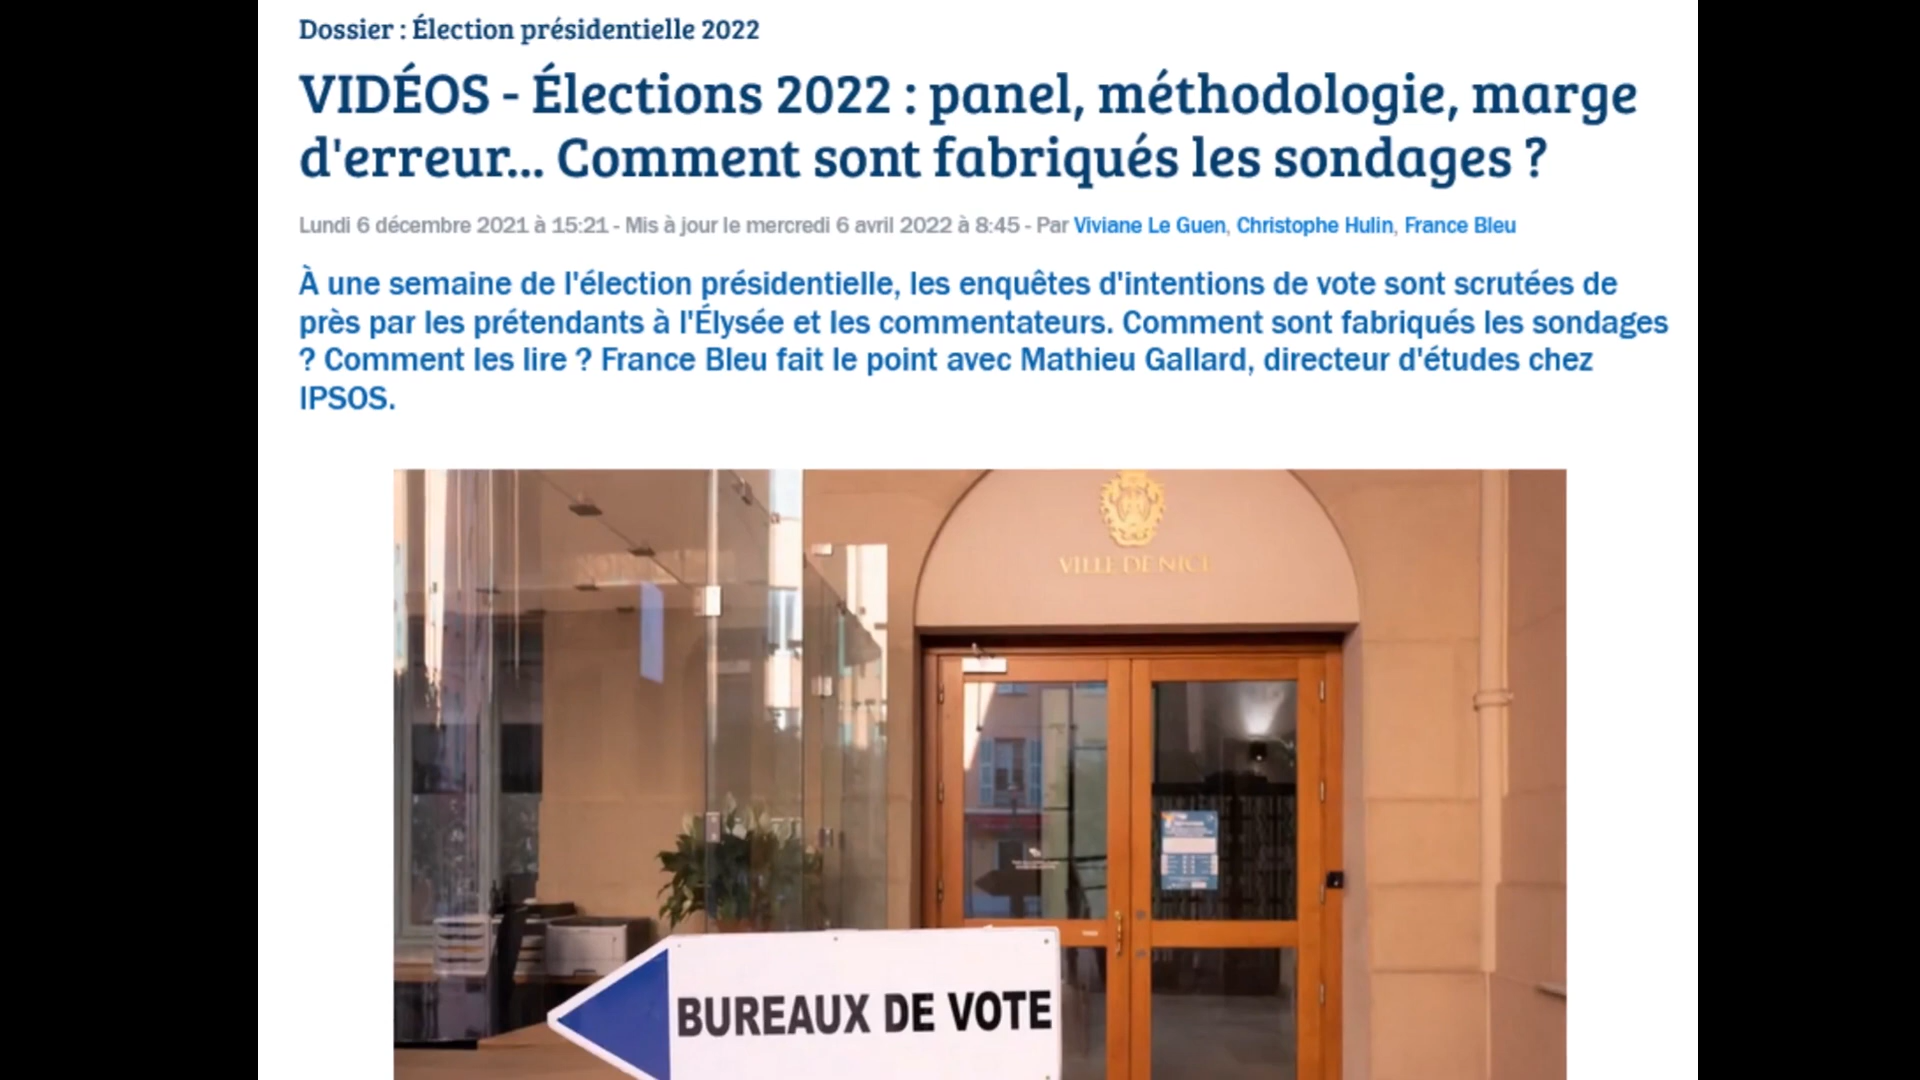 Dossier : Élection présidentielle 2022
VIDÉOS - Élections 2022 : panel, méthodologie, marge
d'erreur... Comment sont fabriqués les sondages ?
Lundi 6 décembre 2021 à 15:21 - Mis à jour le mercredi 6 avril 2022 à 8:45 - Par Viviane Le Guen, Christophe Hulin, France Bleu
À une semaine de l'élection présidentielle, les enquêtes d'intentions de vote sont scrutées de
près par les prétendants à l'Élysée et les commentateurs. Comment sont fabriqués les sondages
? Comment les lire ? France Bleu fait le point avec Mathieu Gallard, directeur d'études chez
IPSOS.
VILLE DE NICE
BUREAUX DE VOTE